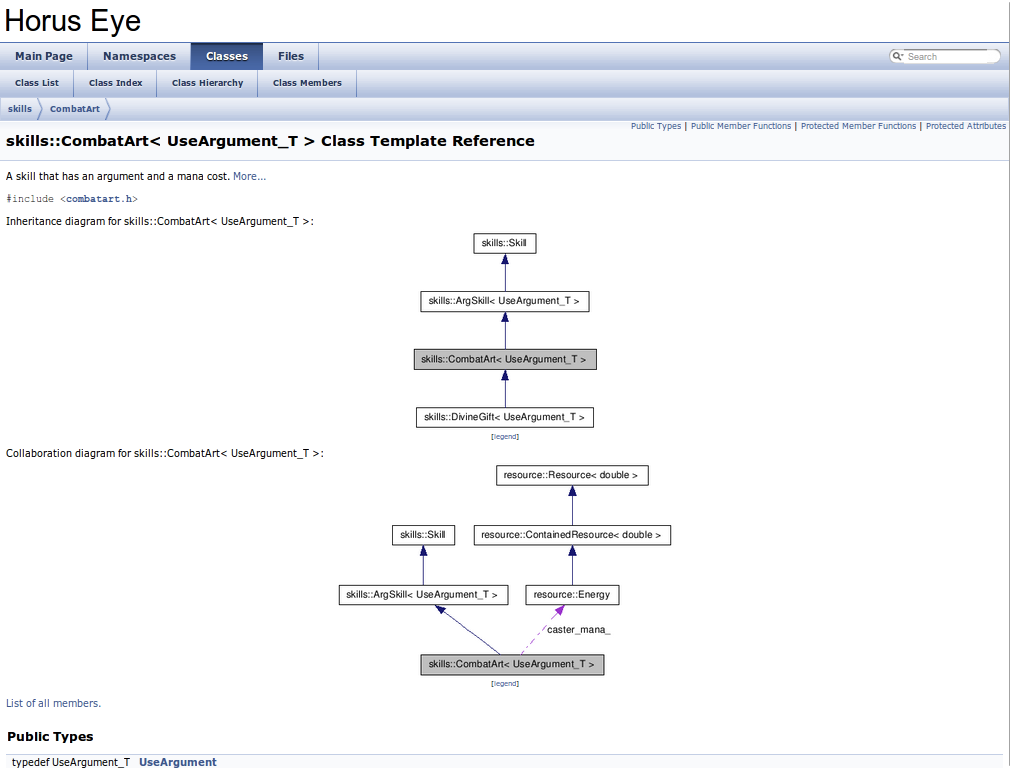 Horus Eye
Main Page Namespaces Classes Files Search
Class List Class Index Class Hierarchy Class Members
skills CombatArt
Public Types | Public Member Functions | Protected Member Functions | Protected Attributes
skills::CombatArt< UseArgument_T > Class Template Reference
A skill that has an argument and a mana cost. More...
#include <combatart.h>
Inheritance diagram for skills::CombatArt< UseArgument_T >:
skills::Skill
skills::ArgSkill< UseArgument_T >
skills::CombatArt< UseArgument_T >
skills::DivineGift< UseArgument_T >
[legend]
Collaboration diagram for skills::CombatArt< UseArgument_T >:
resource::Resource< double >
skills::Skill resource::ContainedResource< double >
skills::ArgSkill< UseArgument_T > resource::Energy
caster_mana_
skills::CombatArt< UseArgument_T >
[legend]
List of all members.
Public Types
typedef UseArgument_T UseArgument